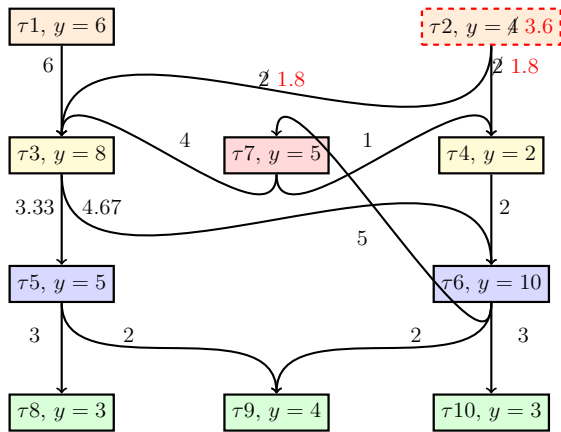 τ1, y = 6
τ2, y = 4 3.6
6
2 1.8
2 1.8
τ3, y = 8
4
τ7, y = 5
1
τ4, y = 2
3.33
4.67
2
5
τ5, y = 5
τ6, y = 10
3
2
2
3
τ8, y = 3
τ9, y = 4
τ10, y = 3